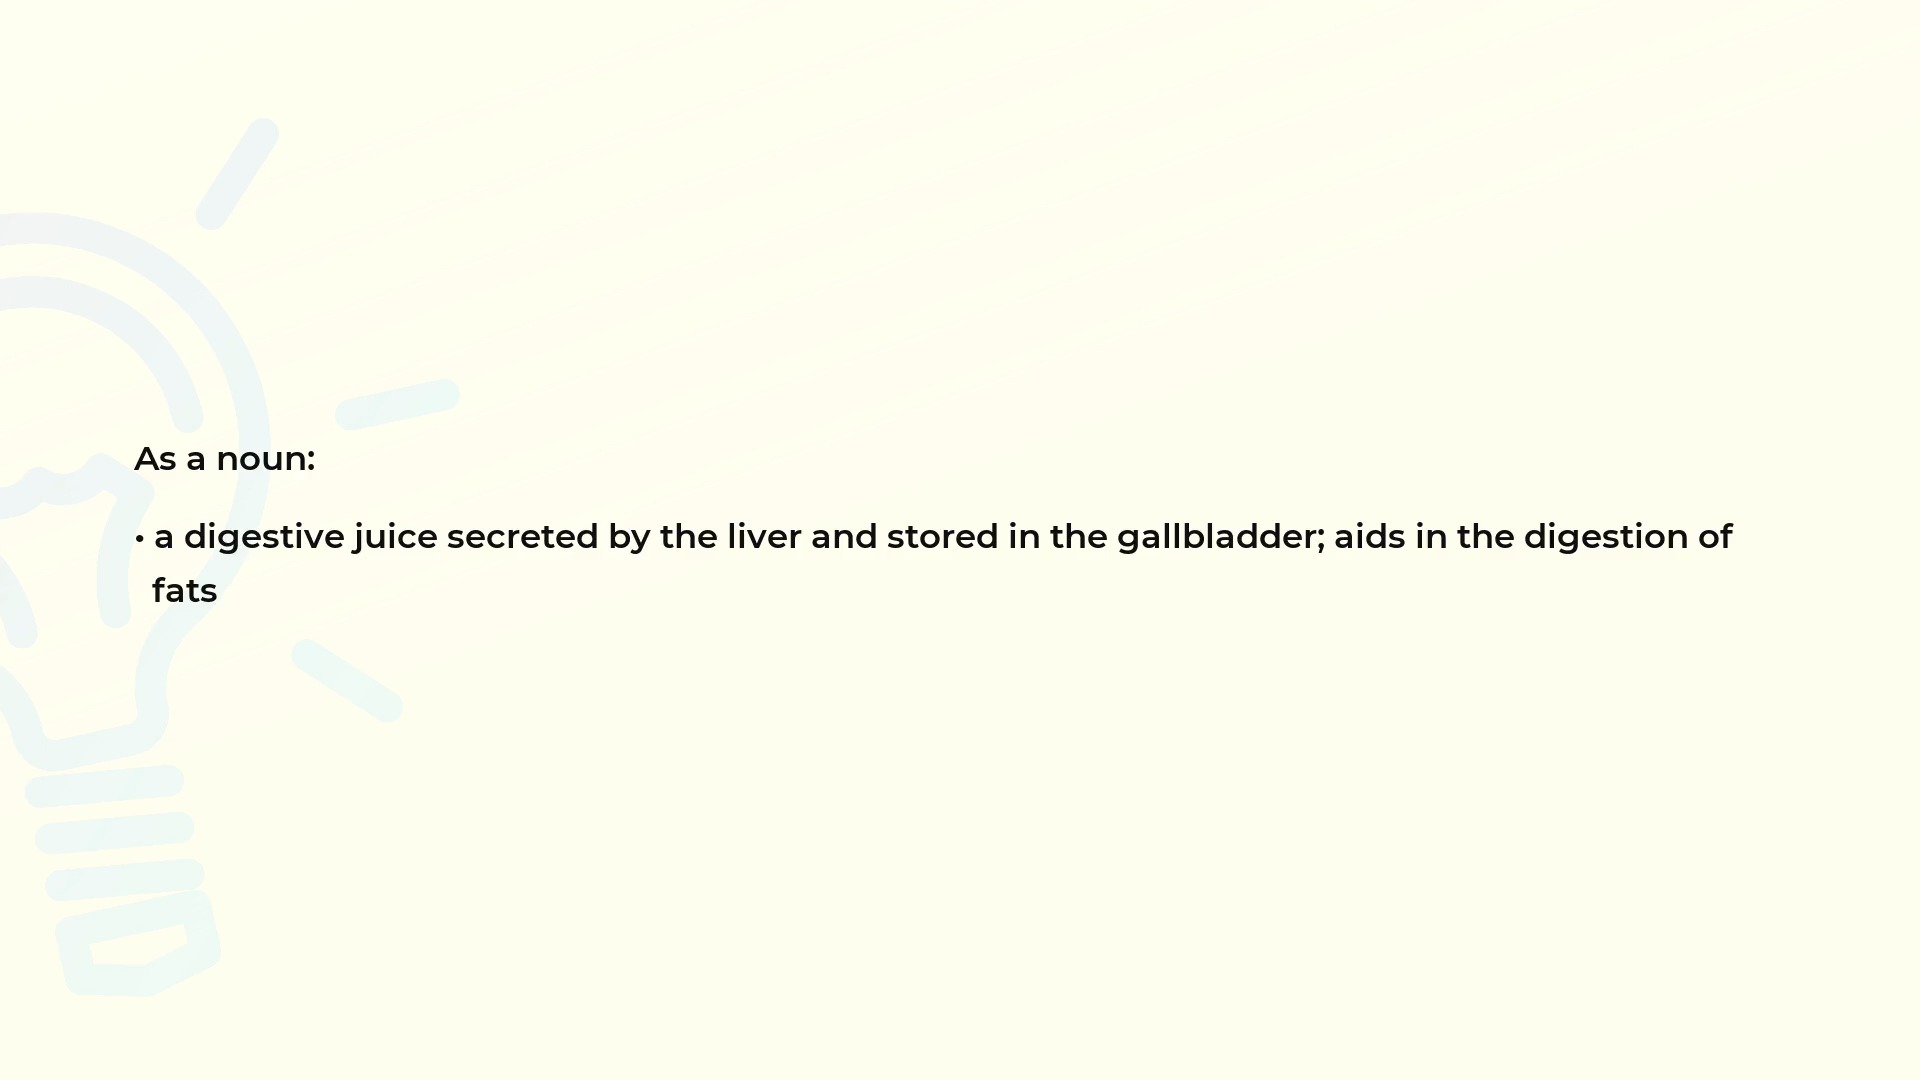 As a noun:
• a digestive juice secreted by the liver and stored in the gallbladder; aids in the digestion of
fats